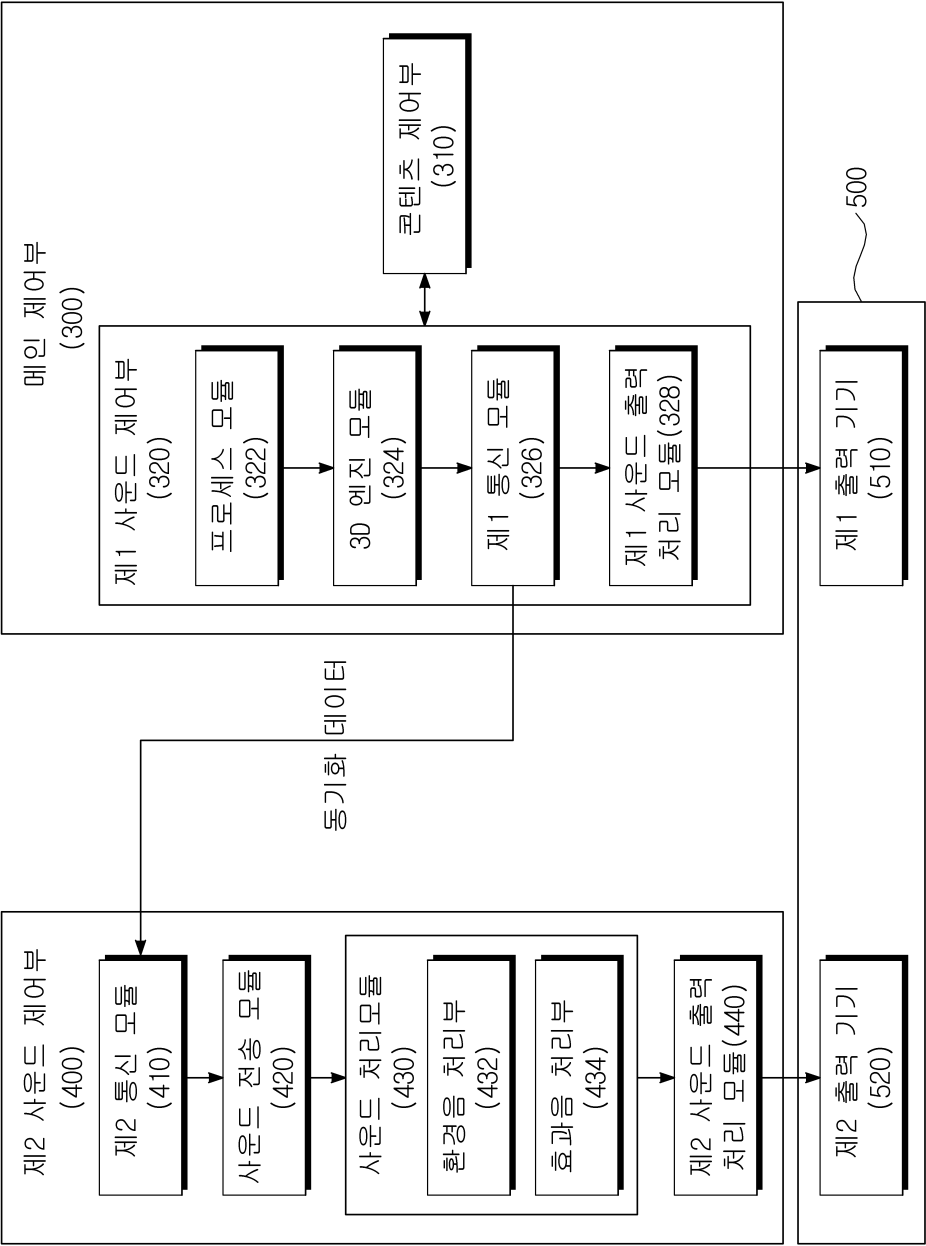 메인 제어부
(300)
콘텐츠 제어부
(310)
제1 사운드 제어부
(320)
프로세스 모듈
(322)
3D 엔진 모듈
(324)
제1 통신 모듈
(326)
제1 사운드 출력
처리 모듈(328)
동기화 데이터
제2 사운드 제어부
(400)
제2 통신 모듈
(410)
사운드 전송 모듈
(420)
사운드 처리모듈
(430)
환경음 처리부
(432)
효과음 처리부
(434)
제2 사운드 출력
처리 모듈(440)
500
제1 출력 기기
(510)
제2 출력 기기
(520)